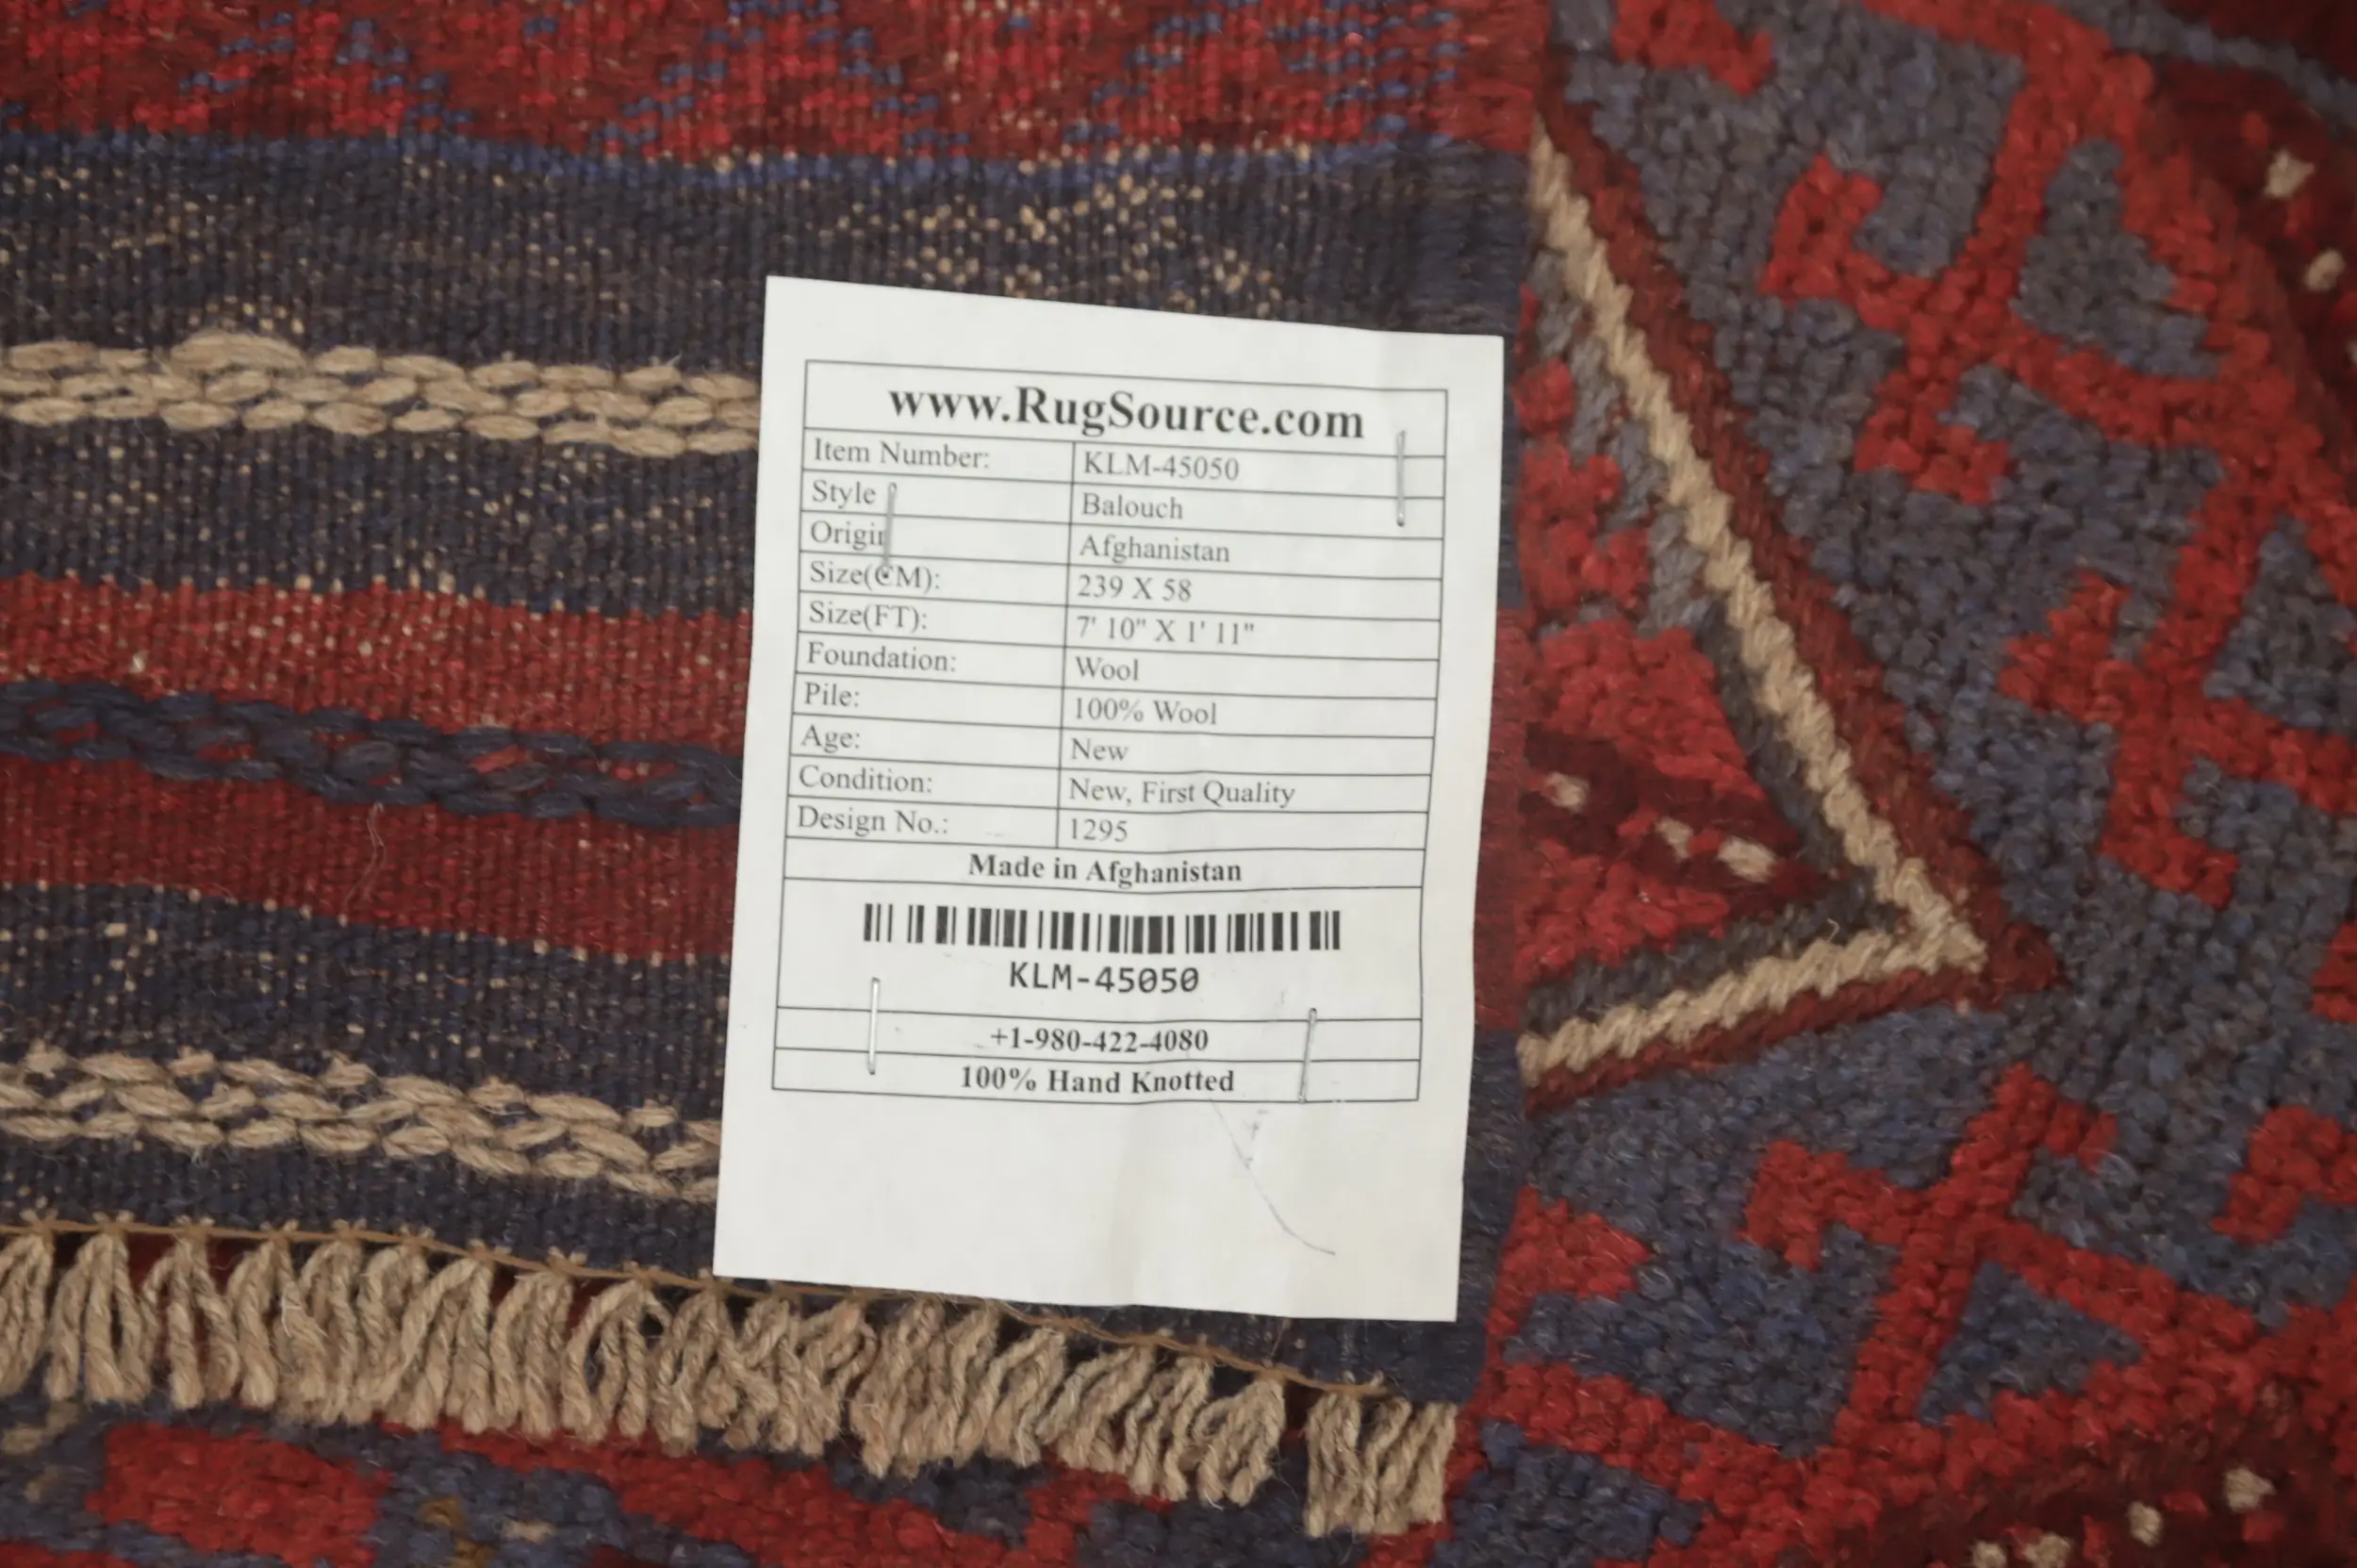 www.RugSource.com
Item Number: KLM-45050
Style Balouch
Origin Afghanistan
Size(CM): 239 X 58
Size(FT): 7' 10" X 1' 11"
Foundation: Wool
Pile: 100% Wool
Age: New
Condition: New, First Quality
Design No.: 1295
Made in Afghanistan
KLM-45050
+1-980-422-4080
100% Hand Knotted